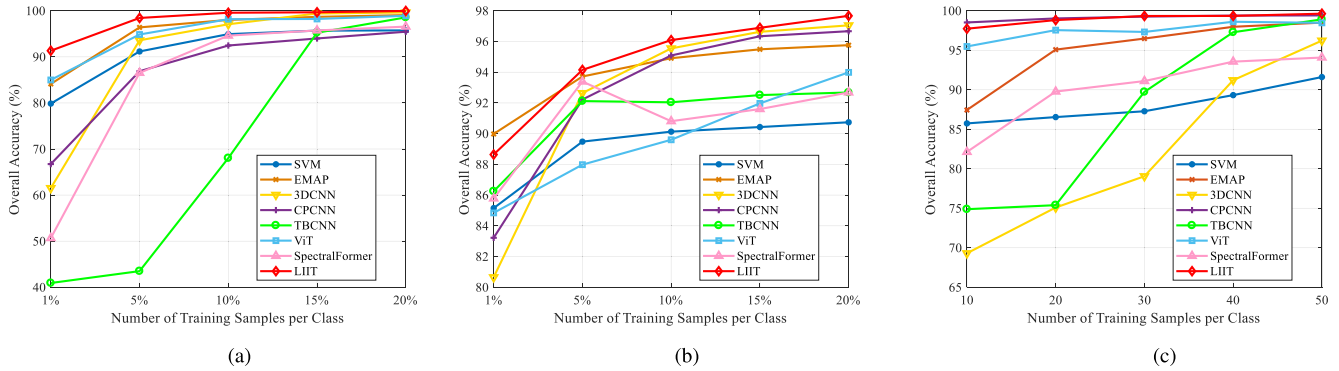 100
90
80
70
60
50
40
Overall Accuracy (%)
1% 5% 10% 15% 20%
Number of Training Samples per Class
SVM
EMAP
3DCNN
CPCNN
TBCNN
ViT
SpectralFormer
LIIT
(a)
98
96
94
92
90
88
86
84
82
80
Overall Accuracy (%)
1% 5% 10% 15% 20%
Number of Training Samples per Class
SVM
EMAP
3DCNN
CPCNN
TBCNN
ViT
SpectralFormer
LIIT
(b)
100
95
90
85
80
75
70
65
Overall Accuracy (%)
10 20 30 40 50
Number of Training Samples per Class
SVM
EMAP
3DCNN
CPCNN
TBCNN
ViT
SpectralFormer
LIIT
(c)